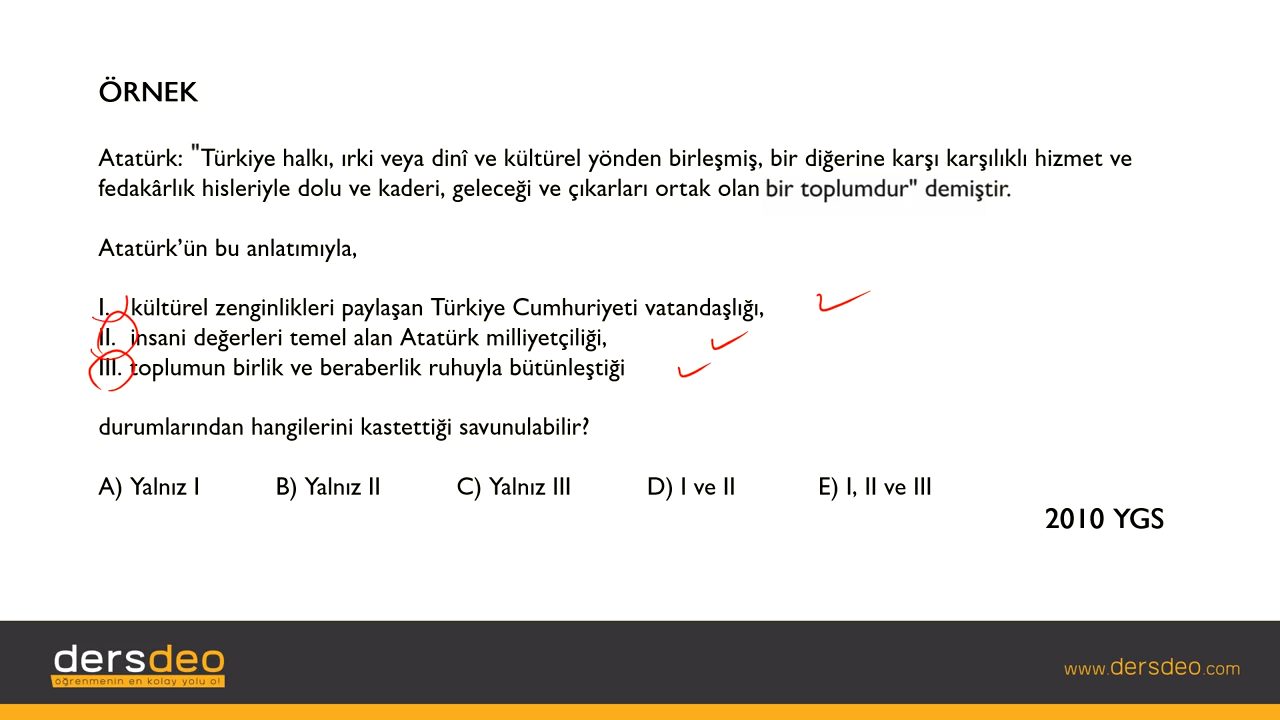 ÖRNEK
Atatürk: "Türkiye halkı, ırki veya dinî ve kültürel yönden birleşmiş, bir diğerine karşı karşılıklı hizmet ve
fedakârlık hisleriyle dolu ve kaderi, geleceği ve çıkarları ortak olan bir toplumdur" demiştir.
Atatürk’ün bu anlatımıyla,
I. kültürel zenginlikleri paylaşan Türkiye Cumhuriyeti vatandaşlığı,
II. insani değerleri temel alan Atatürk milliyetçiliği,
III. toplumun birlik ve beraberlik ruhuyla bütünleştiği
durumlarından hangilerini kastettiği savunulabilir?
A) Yalnız I B) Yalnız II C) Yalnız III D) I ve II E) I, II ve III
2010 YGS
dersdeo
öğrenmenin en kolay yolu o!
www.dersdeo.com